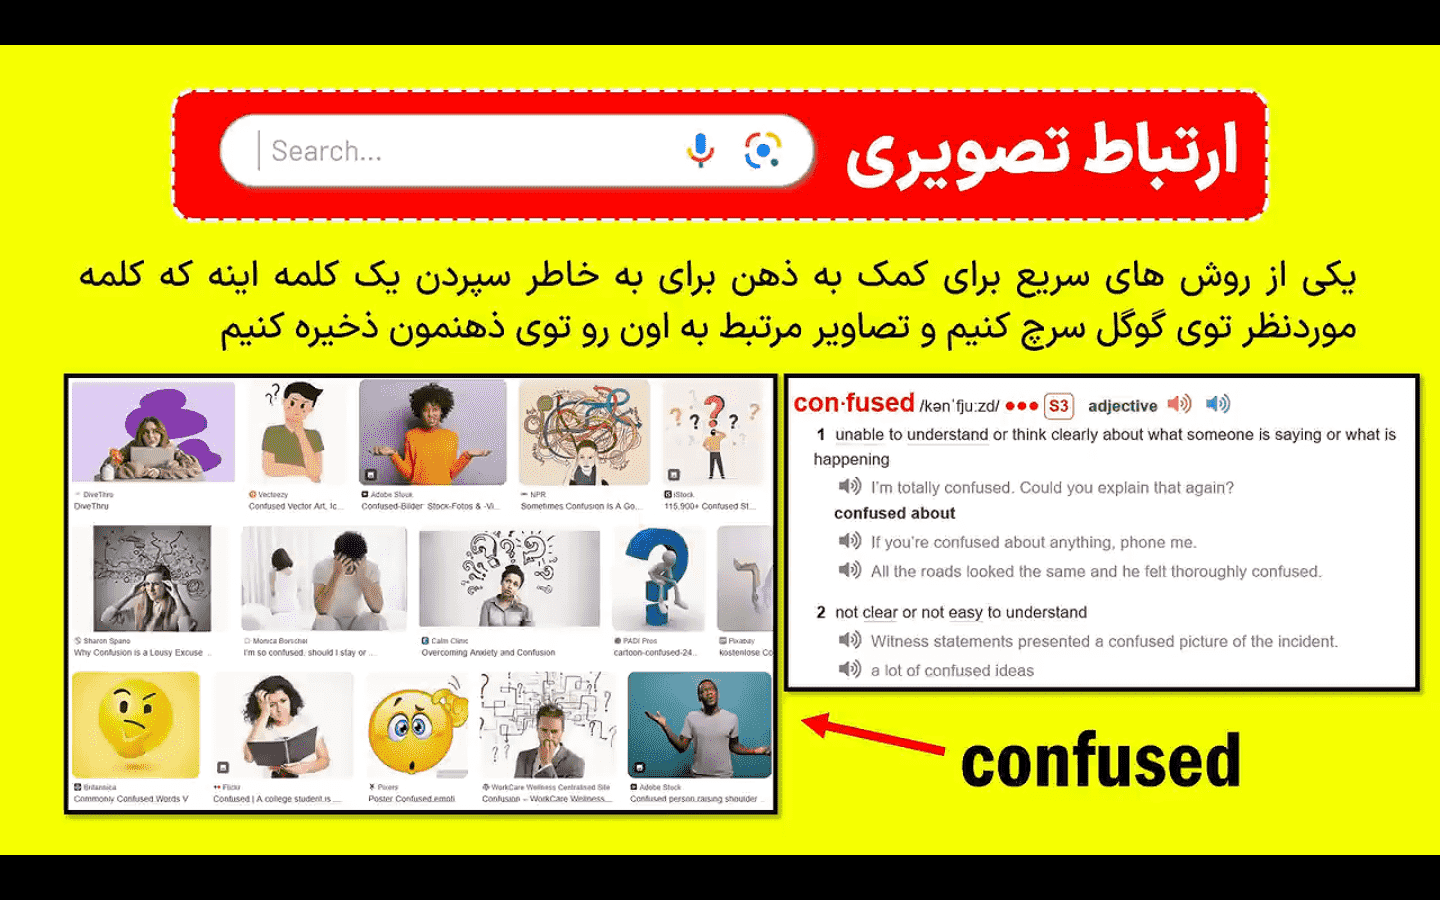 ارتباط تصویری
Search...
یکی از روش های سریع برای کمک به ذهن برای به خاطر سپردن یک کلمه اینه که کلمه
موردنظر توی گوگل سرچ کنیم و تصاویر مرتبط به اون رو توی ذهنمون ذخیره کنیم
DiveThro
DiveThru
Vecteezy
Confused Vector Art, Ic...
Adobe Stock
Confused-Bilder: Stock-Fotos & -Vi...
NPR
Sometimes Confusion Is A Go...
iStock
115,900+ Confused St...
Sharon Spano
Why Confusion is a Lousy Excuse ...
Monica Borschel
I'm so confused. should I stay or ...
Calm Clinic
Overcoming Anxiety and Confusion
PADI Pros
cartoon-confused-24...
Pixabay
kostenlose Co
Britannica
Commonly Confused Words V
Flickr
Confused | A college student is ...
Pixers
Poster Confused emoti
WorkCare Wellness Centralised Site
Confusion – WorkCare Wellness...
Adobe Stock
Confused person raising shoulder ...
con·fused /kənˈfjuːzd/ ●●● S3 adjective
1 unable to understand or think clearly about what someone is saying or what is
happening
I'm totally confused. Could you explain that again?
confused about
If you're confused about anything, phone me.
All the roads looked the same and he felt thoroughly confused.
2 not clear or not easy to understand
Witness statements presented a confused picture of the incident.
a lot of confused ideas
confused